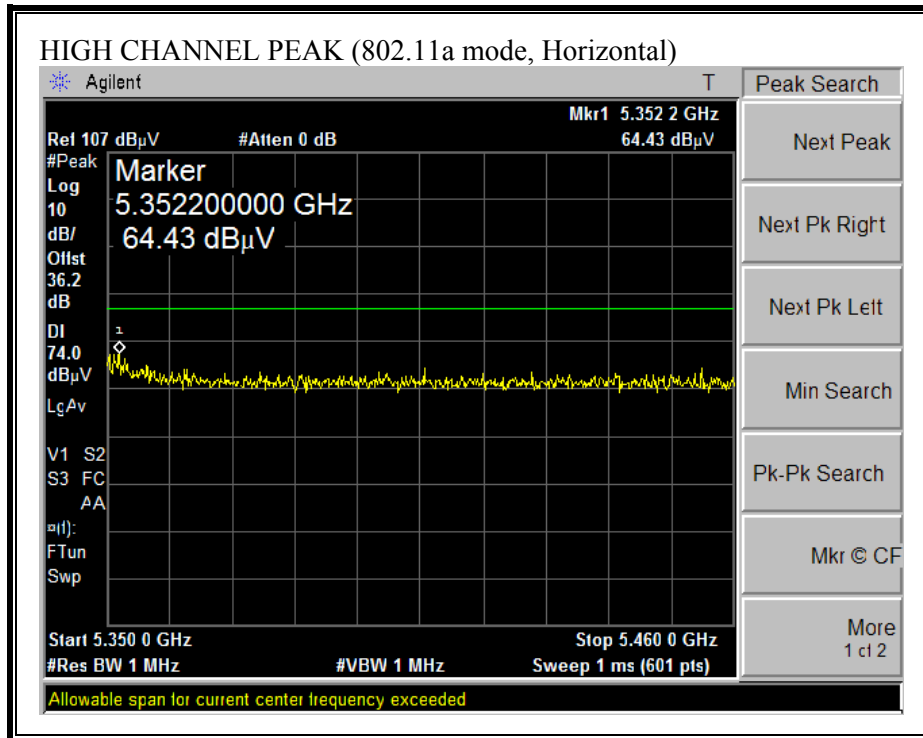 HIGH CHANNEL PEAK (802.11a mode, Horizontal)
Agilent T Peak Search
Mkr1 5.352 2 GHz
Ref 107 dBµV #Atten 0 dB 64.43 dBµV
#Peak
Log
10
dB/
Offst
36.2
dB
DI
74.0
dBµV
LgAv
V1 S2
S3 FC
AA
¤(f):
FTun
Swp
Marker
5.352200000 GHz
64.43 dBµV
1
Start 5.350 0 GHz Stop 5.460 0 GHz
#Res BW 1 MHz #VBW 1 MHz Sweep 1 ms (601 pts)
Allowable span for current center frequency exceeded
Next Peak
Next Pk Right
Next Pk Left
Min Search
Pk-Pk Search
Mkr © CF
More
1 of 2